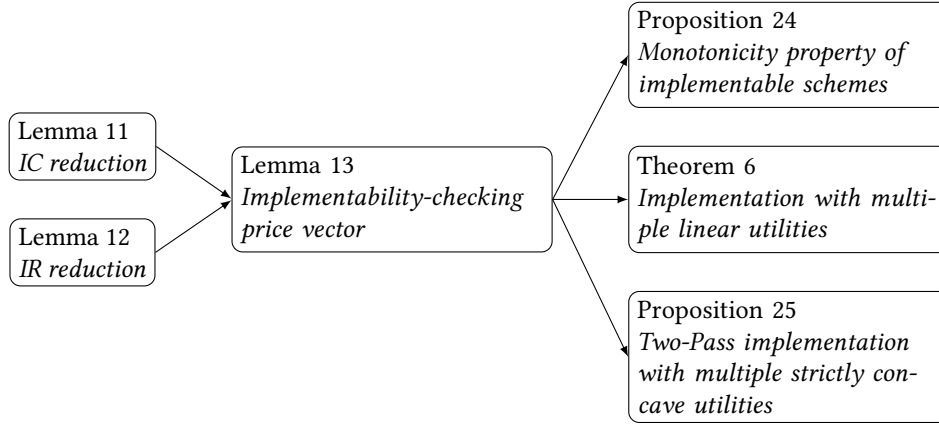 Lemma 11
IC reduction
Lemma 12
IR reduction
Lemma 13
Implementability-checking
price vector
Proposition 24
Monotonicity property of
implementable schemes
Theorem 6
Implementation with multi-
ple linear utilities
Proposition 25
Two-Pass implementation
with multiple strictly con-
cave utilities